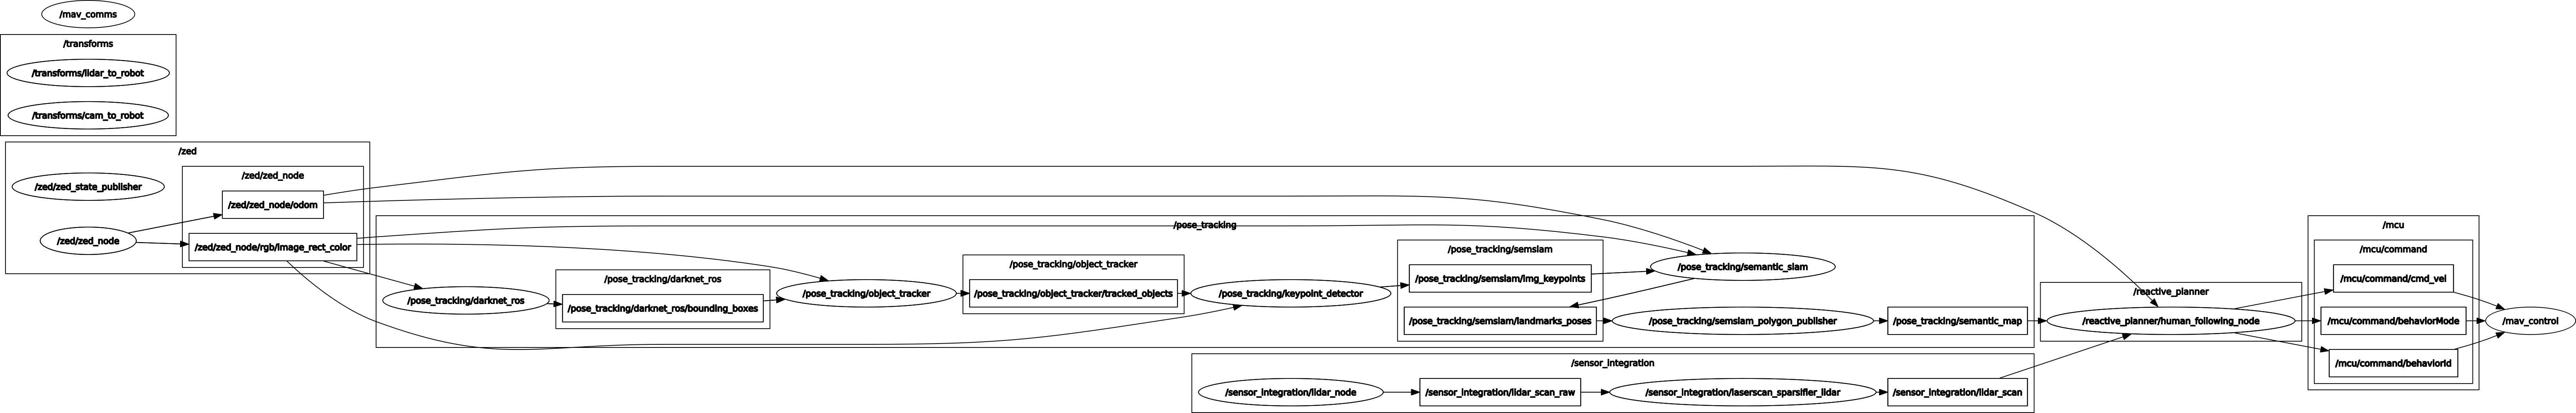 /mav_comms
/transforms
/transforms/lidar_to_robot
/transforms/cam_to_robot
/zed
/zed/zed_state_publisher
/zed/zed_node
/zed/zed_node
/zed/zed_node/odom
/zed/zed_node/rgb/image_rect_color
/pose_tracking
/pose_tracking/darknet_ros
/pose_tracking/darknet_ros
/pose_tracking/darknet_ros/bounding_boxes
/pose_tracking/object_tracker
/pose_tracking/object_tracker
/pose_tracking/object_tracker/tracked_objects
/pose_tracking/keypoint_detector
/pose_tracking/semslam
/pose_tracking/semslam/img_keypoints
/pose_tracking/semslam/landmarks_poses
/pose_tracking/semantic_slam
/pose_tracking/semslam_polygon_publisher
/pose_tracking/semantic_map
/sensor_integration
/sensor_integration/lidar_node
/sensor_integration/lidar_scan_raw
/sensor_integration/laserscan_sparsifier_lidar
/sensor_integration/lidar_scan
/reactive_planner
/reactive_planner/human_following_node
/mcu
/mcu/command
/mcu/command/cmd_vel
/mcu/command/behaviorMode
/mcu/command/behaviorId
/mav_control